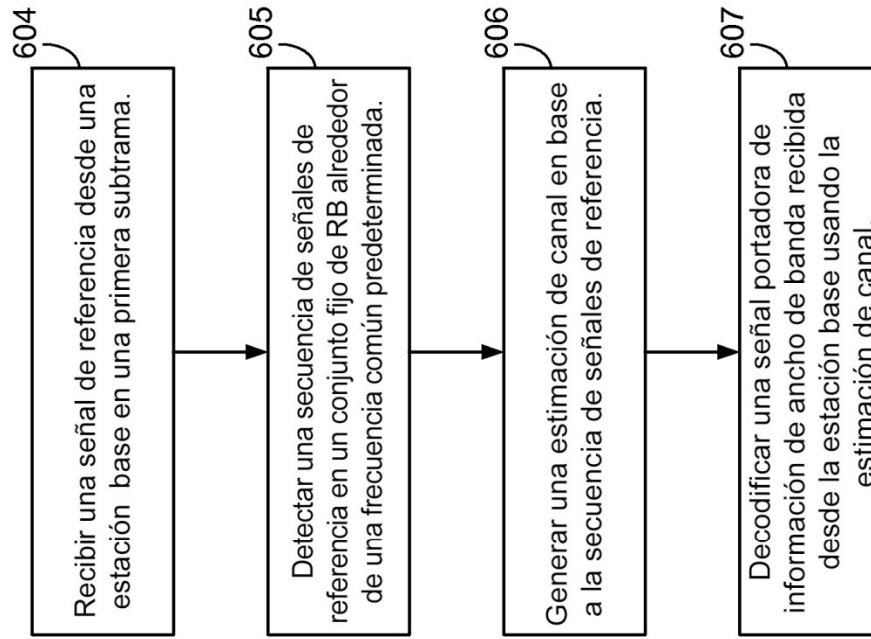 604
Recibir una señal de referencia desde una
estación base en una primera subtrama.
605
Detectar una secuencia de señales de
referencia en un conjunto fijo de RB alrededor
de una frecuencia común predeterminada.
606
Generar una estimación de canal en base
a la secuencia de señales de referencia.
607
Decodificar una señal portadora de
información de ancho de banda recibida
desde la estación base usando la
estimación de canal.